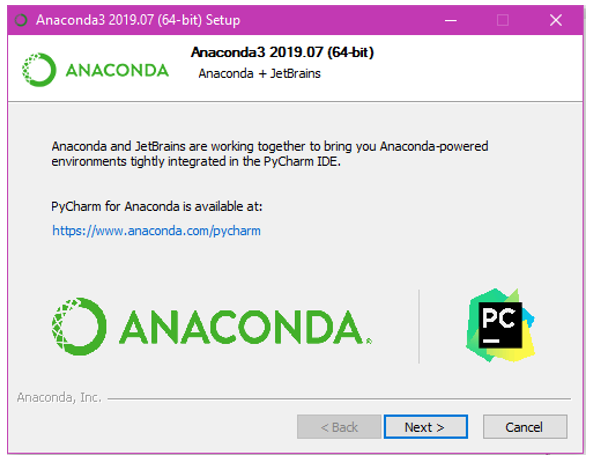 Anaconda3 2019.07 (64-bit) Setup
ANACONDA
Anaconda3 2019.07 (64-bit)
Anaconda + JetBrains
Anaconda and JetBrains are working together to bring you Anaconda-powered
environments tightly integrated in the PyCharm IDE.
PyCharm for Anaconda is available at:
https://www.anaconda.com/pycharm
ANACONDA®
PC
Anaconda, Inc.
< Back Next > Cancel